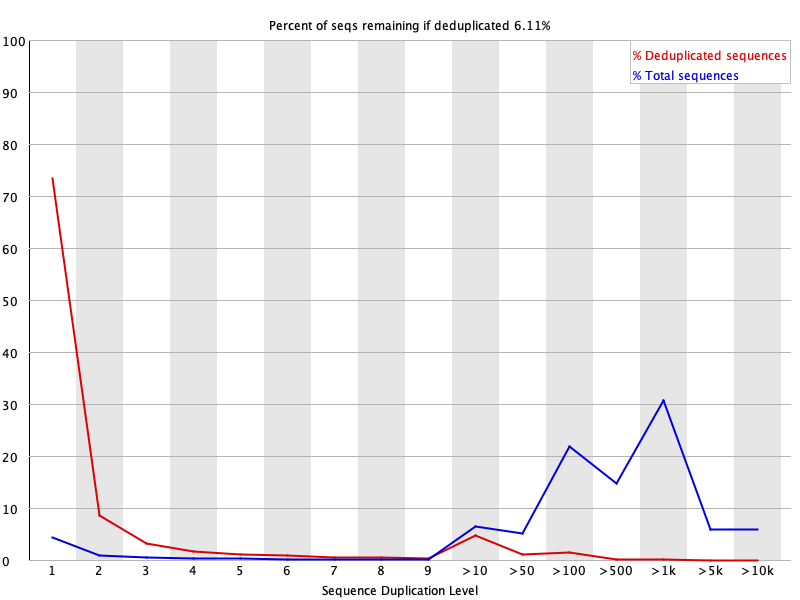 Percent of seqs remaining if deduplicated 6.11%
% Deduplicated sequences
% Total sequences
100
90
80
70
60
50
40
30
20
10
0
1 2 3 4 5 6 7 8 9 >10 >50 >100 >500 >1k >5k >10k
Sequence Duplication Level